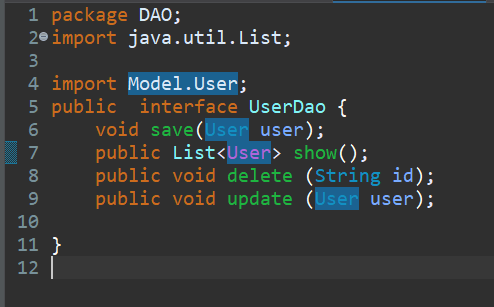 1 package DAO;
2 import java.util.List;
3
4 import Model.User;
5 public  interface UserDao {
6     void save(User user);
7     public List<User> show();
8     public void delete (String id);
9     public void update (User user);
10
11 }
12